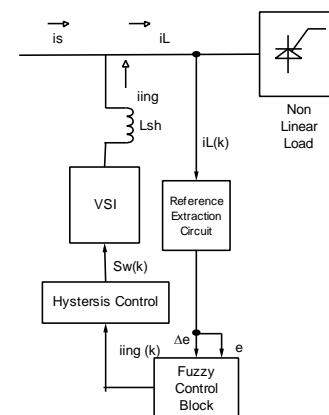 is
iL
iing
Lsh
Non
Linear
Load
iL(k)
VSI
Reference
Extraction
Circuit
Sw(k)
Hystersis Control
Δe
e
iing (k)
Fuzzy
Control
Block